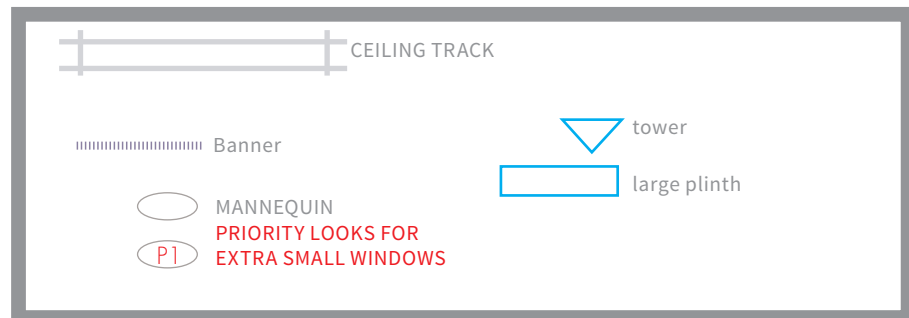 CEILING TRACK
Banner
MANNEQUIN
P1
PRIORITY LOOKS FOR
EXTRA SMALL WINDOWS
tower
large plinth